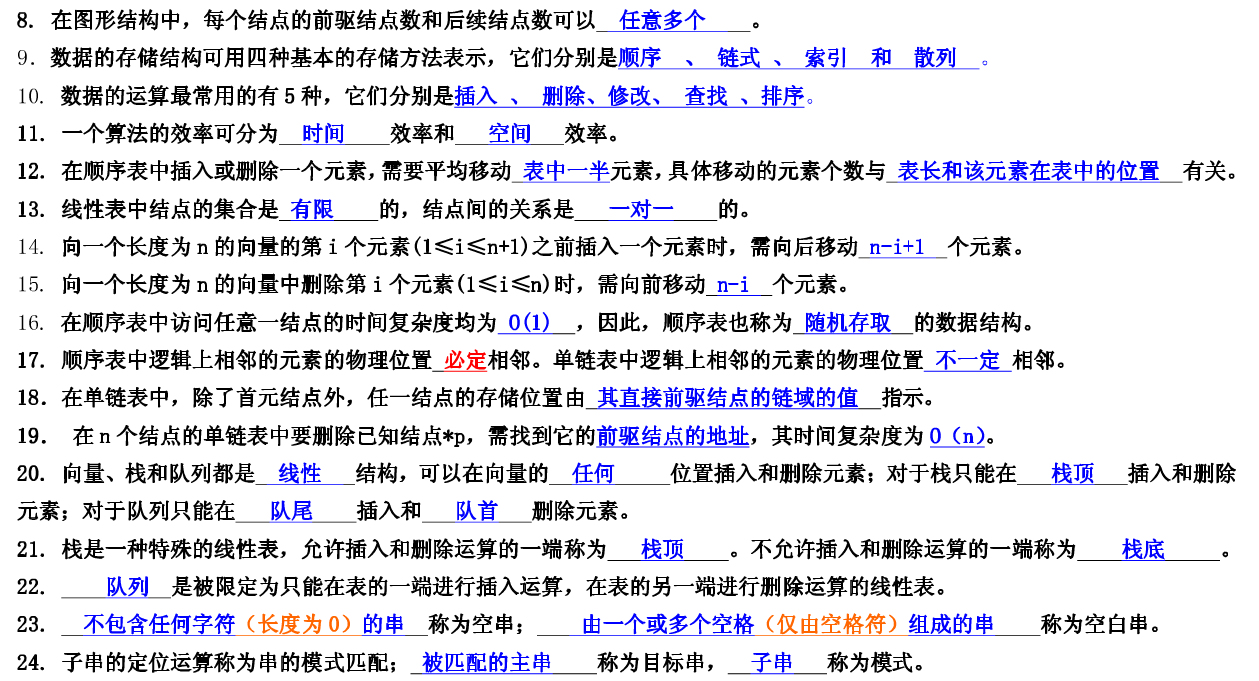 8. 在图形结构中，每个结点的前驱结点数和后续结点数可以 任意多个 。
9. 数据的存储结构可用四种基本的存储方法表示，它们分别是顺序 、 链式 、 索引 和 散列 。
10. 数据的运算最常用的有5种，它们分别是插入 、 删除、修改、 查找 、排序。
11. 一个算法的效率可分为 时间 效率和 空间 效率。
12. 在顺序表中插入或删除一个元素，需要平均移动 表中一半元素，具体移动的元素个数与 表长和该元素在表中的位置 有关。
13. 线性表中结点的集合是 有限 的，结点间的关系是 一对一 的。
14. 向一个长度为n的向量的第i个元素(1≤i≤n+1)之前插入一个元素时，需向后移动 n-i+1 个元素。
15. 向一个长度为n的向量中删除第i个元素(1≤i≤n)时，需向前移动 n-i 个元素。
16. 在顺序表中访问任意一结点的时间复杂度均为 O(1) ，因此，顺序表也称为 随机存取 的数据结构。
17. 顺序表中逻辑上相邻的元素的物理位置 必定相邻。单链表中逻辑上相邻的元素的物理位置 不一定 相邻。
18. 在单链表中，除了首元结点外，任一结点的存储位置由 其直接前驱结点的链域的值 指示。
19. 在n个结点的单链表中要删除已知结点*p，需找到它的前驱结点的地址，其时间复杂度为 O（n）。
20. 向量、栈和队列都是 线性 结构，可以在向量的 任何 位置插入和删除元素；对于栈只能在 栈顶 插入和删除
元素；对于队列只能在 队尾 插入和 队首 删除元素。
21. 栈是一种特殊的线性表，允许插入和删除运算的一端称为 栈顶 。不允许插入和删除运算的一端称为 栈底 。
22. 队列 是被限定为只能在表的一端进行插入运算，在表的另一端进行删除运算的线性表。
23. 不包含任何字符（长度为0）的串 称为空串； 由一个或多个空格（仅由空格符）组成的串 称为空白串。
24. 子串的定位运算称为串的模式匹配； 被匹配的主串 称为目标串， 子串 称为模式。